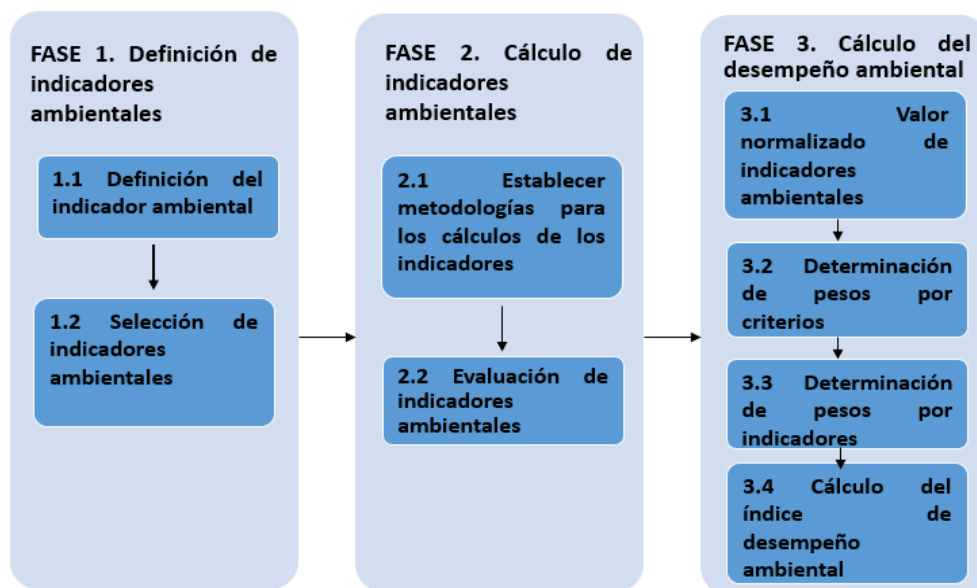 FASE 1. Definición de
indicadores
ambientales
1.1 Definición del
indicador ambiental
1.2 Selección de
indicadores
ambientales
FASE 2. Cálculo de
indicadores
ambientales
2.1 Establecer
metodologías para
los cálculos de los
indicadores
2.2 Evaluación de
indicadores
ambientales
FASE 3. Cálculo del
desempeño ambiental
3.1 Valor
normalizado de
indicadores
ambientales
3.2 Determinación
de pesos por
criterios
3.3 Determinación
de pesos por
indicadores
3.4 Cálculo del
índice de
desempeño
ambiental